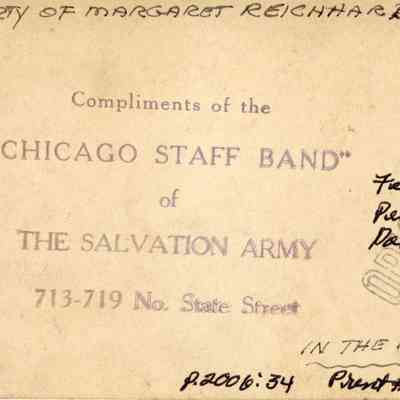 RTY OF MARGARET REICHHAR
Compliments of the
CHICAGO STAFF BAND"
of
THE SALVATION ARMY
713-719 No. State Street
IN THE
P.2006:34